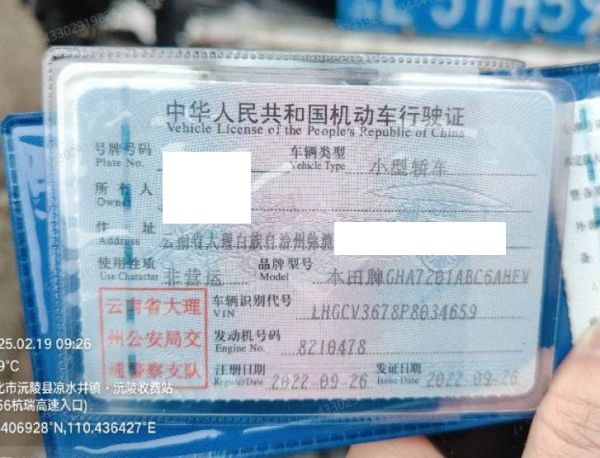 L·51H59
中华人民共和国机动车行驶证
Vehicle License of the People's Republic of China
号牌号码
Plate No.
车辆类型
Vehicle Type
小型轿车
所有人
Owner
住址
Address
云南省大理白族自治州弥渡
使用性质
Use Character
非营运
品牌型号
Model
本田牌GHA7201ABC6AHEV
云南省大理
州公安局交
通警察支队
车辆识别代号
VIN
LHGCV3678P8034659
发动机号码
Engine No.
8210478
注册日期
Register Date
2022-09-26
发证日期
Issue Date
2022-09-26
25.02.19 09:26
9°C
北市沅陵县凉水井镇·沅陵收费站
56杭瑞高速入口)
406928°N,110.436427°E